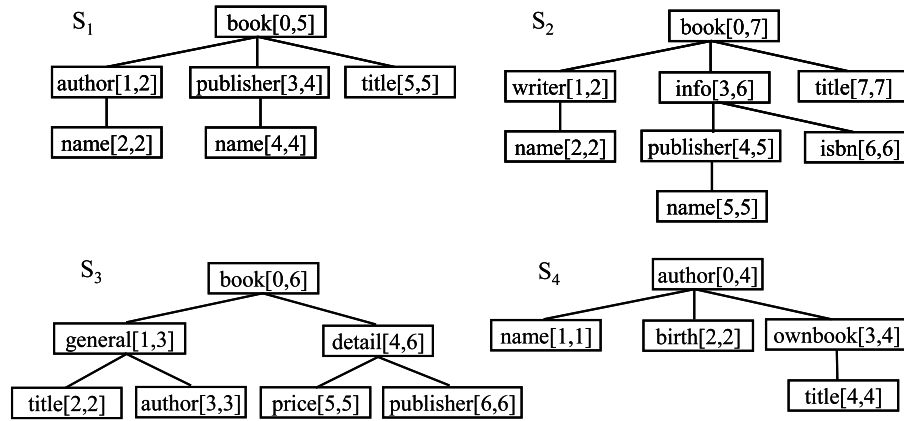 S1 book[0,5]
author[1,2] publisher[3,4] title[5,5]
name[2,2] name[4,4]
S2 book[0,7]
writer[1,2] info[3,6] title[7,7]
name[2,2] publisher[4,5] isbn[6,6]
name[5,5]
S3 book[0,6]
general[1,3] detail[4,6]
title[2,2] author[3,3] price[5,5] publisher[6,6]
S4 author[0,4]
name[1,1] birth[2,2] ownbook[3,4]
title[4,4]